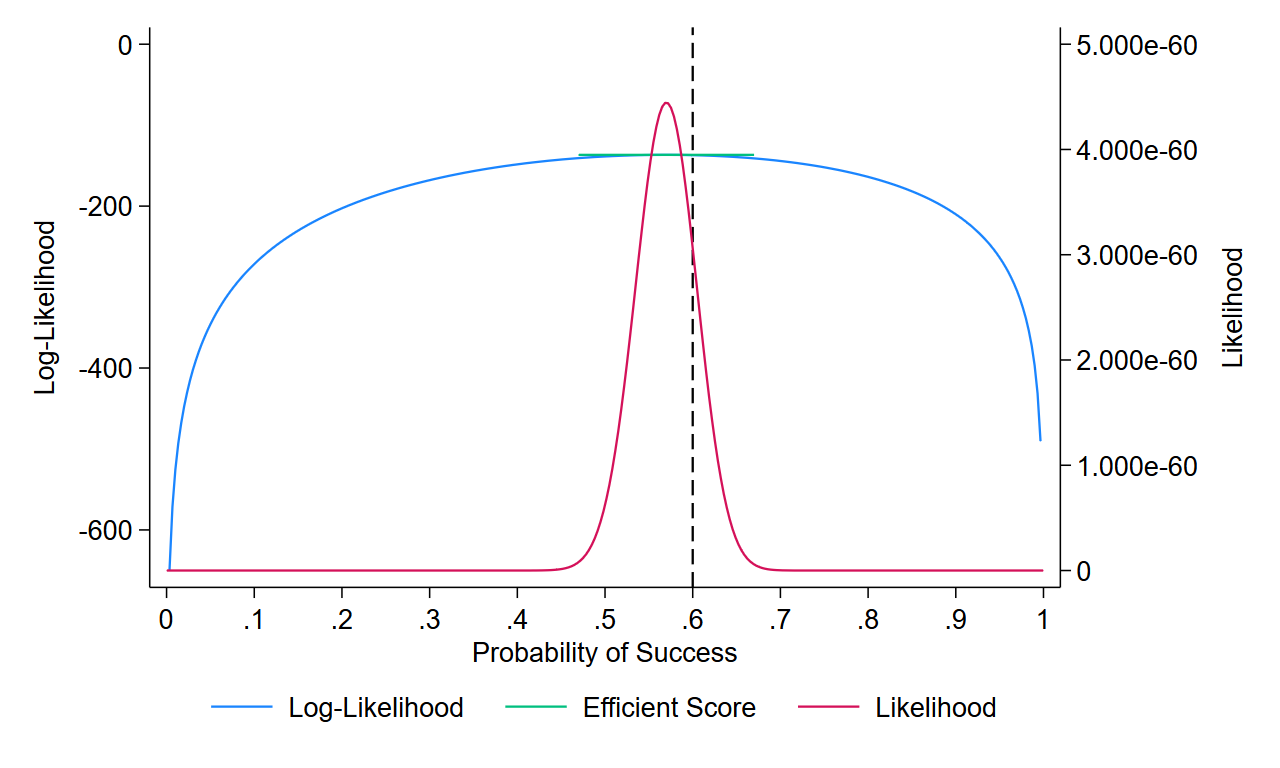 0
-200
-400
-600
Log-Likelihood
5.000e-60
4.000e-60
3.000e-60
2.000e-60
1.000e-60
0
Likelihood
0 .1 .2 .3 .4 .5 .6 .7 .8 .9 1
Probability of Success
Log-Likelihood Efficient Score Likelihood